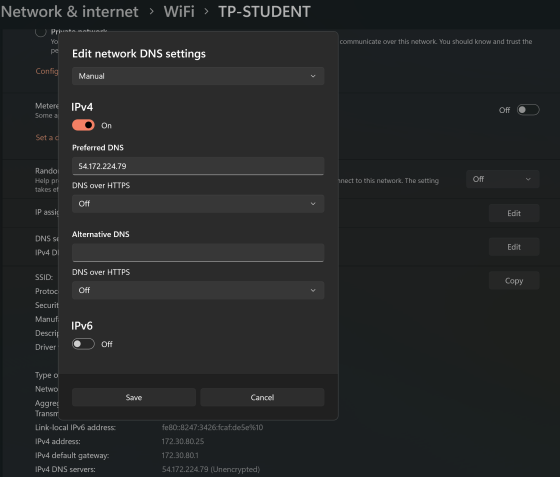 Network & internet > WiFi > TP-STUDENT
Private network
Yo
communicate over this network. You should know and trust the
pe
Config
Edit network DNS settings
Manual
IPv4
On
Preferred DNS
54.172.224.79
DNS over HTTPS
Off
Alternative DNS
DNS over HTTPS
Off
IPv6
Off
Save
Cancel
Metere
Some a
Off
Set a d
Rando
Help pr
nnect to this network. The setting
takes ef
Off
IP assig
Edit
DNS se
IPv4 D
Edit
SSID:
Copy
Protoc
Securit
Manuf
Descrip
Driver
Type o
Netwo
Aggreg
Transm
Link-local IPv6 address: fe80::8247:3426:fcaf:de5e%10
IPv4 address: 172.30.80.25
IPv4 default gateway: 172.30.80.1
IPv4 DNS servers: 54.172.224.79 (Unencrypted)